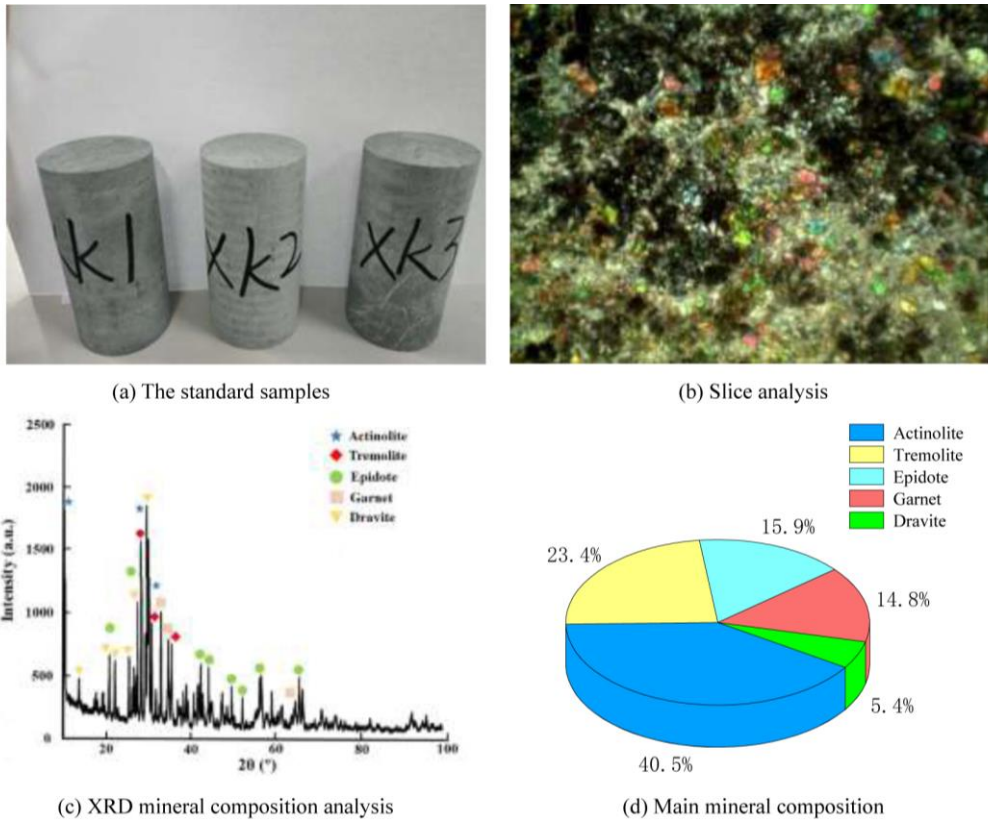 xk1
xk2
xk3
(a) The standard samples
(b) Slice analysis
2500
2000
1500
1000
500
0
Intensity (a.u.)
20
40
60
80
100
2θ (°)
Actinolite
Tremolite
Epidote
Garnet
Dravite
(c) XRD mineral composition analysis
Actinolite
Tremolite
Epidote
Garnet
Dravite
15.9%
23.4%
14.8%
5.4%
40.5%
(d) Main mineral composition